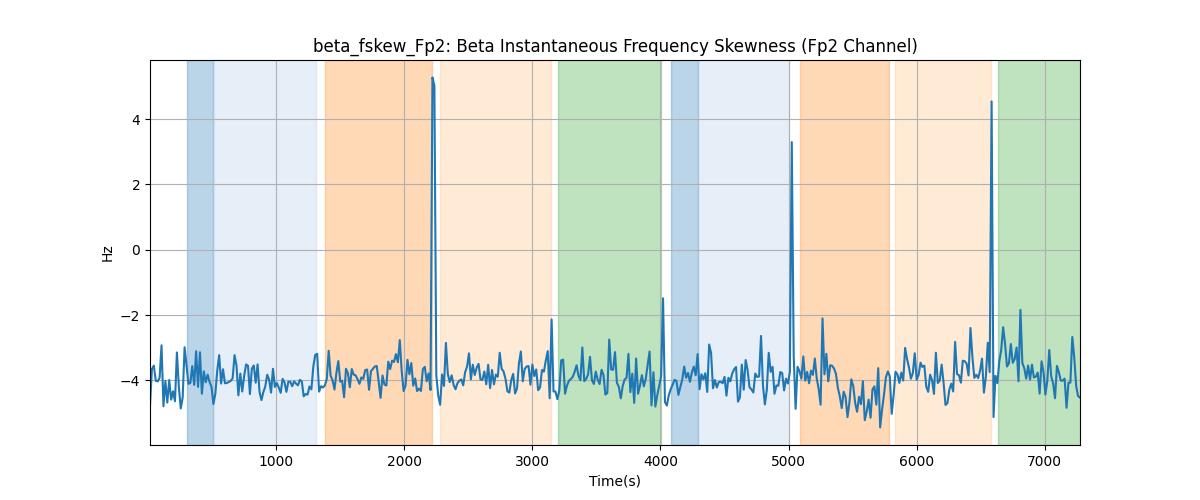 beta_fskew_Fp2: Beta Instantaneous Frequency Skewness (Fp2 Channel)
4
2
0
−2
−4
Hz
1000 2000 3000 4000 5000 6000 7000
Time(s)